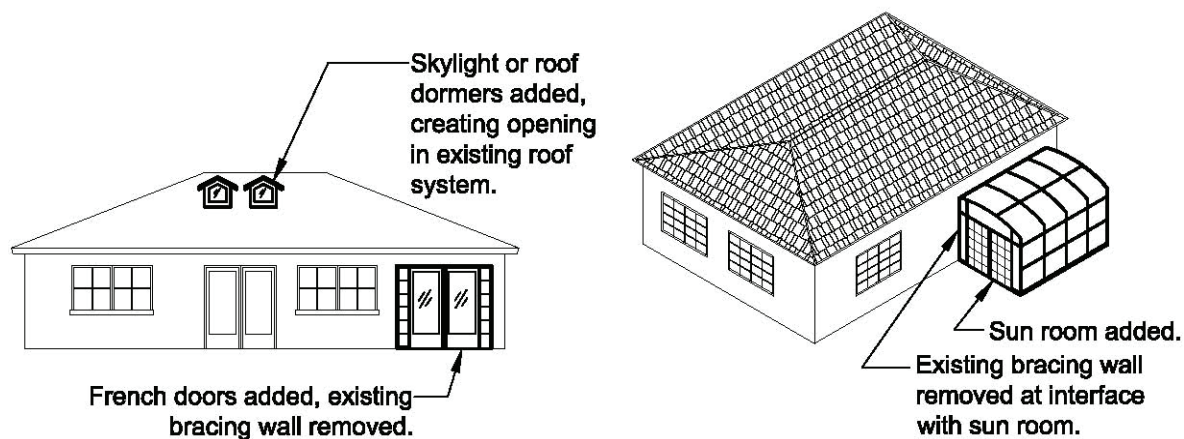 Skylight or roof
dormers added,
creating opening
in existing roof
system.
French doors added, existing
bracing wall removed.
Sun room added.
Existing bracing wall
removed at interface
with sun room.